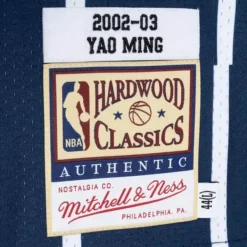 2002-03
YAO MING
NBA
HARDWOOD
CLASSICS
AUTHENTIC
NOSTALGIA CO.
Mitchell & Ness
PHILADELPHIA, PA.
44(L)